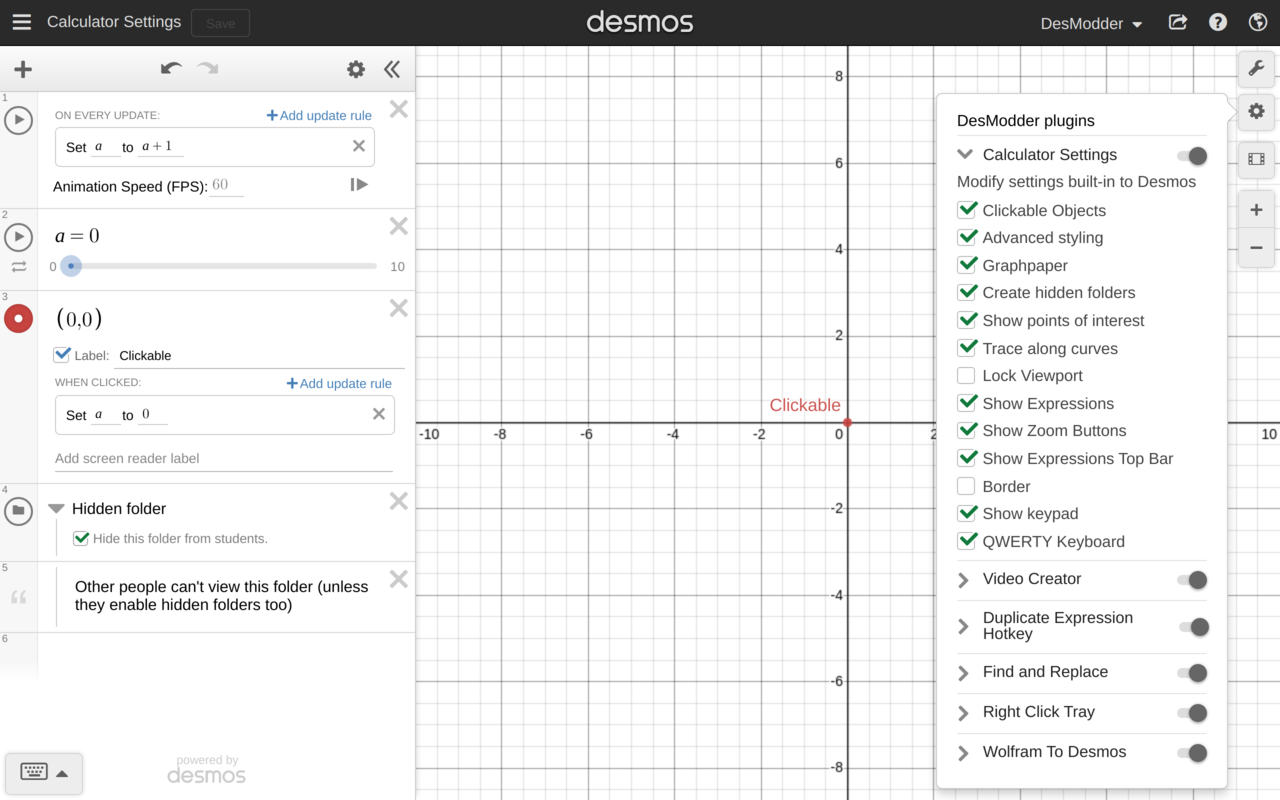 Calculator Settings
Save
desmos
DesModder
1
ON EVERY UPDATE:
Add update rule
Set a to a + 1
Animation Speed (FPS): 60
2
a = 0
0
10
3
(0,0)
Label: Clickable
WHEN CLICKED:
Add update rule
Set a to 0
Add screen reader label
4
Hidden folder
Hide this folder from students.
5
Other people can't view this folder (unless
they enable hidden folders too)
6
powered by
desmos
8
6
4
2
Clickable
-10 -8 -6 -4 -2 0 2 10
-2
-4
-6
-8
DesModder plugins
Calculator Settings
Modify settings built-in to Desmos
Clickable Objects
Advanced styling
Graphpaper
Create hidden folders
Show points of interest
Trace along curves
Lock Viewport
Show Expressions
Show Zoom Buttons
Show Expressions Top Bar
Border
Show keypad
QWERTY Keyboard
Video Creator
Duplicate Expression
Hotkey
Find and Replace
Right Click Tray
Wolfram To Desmos